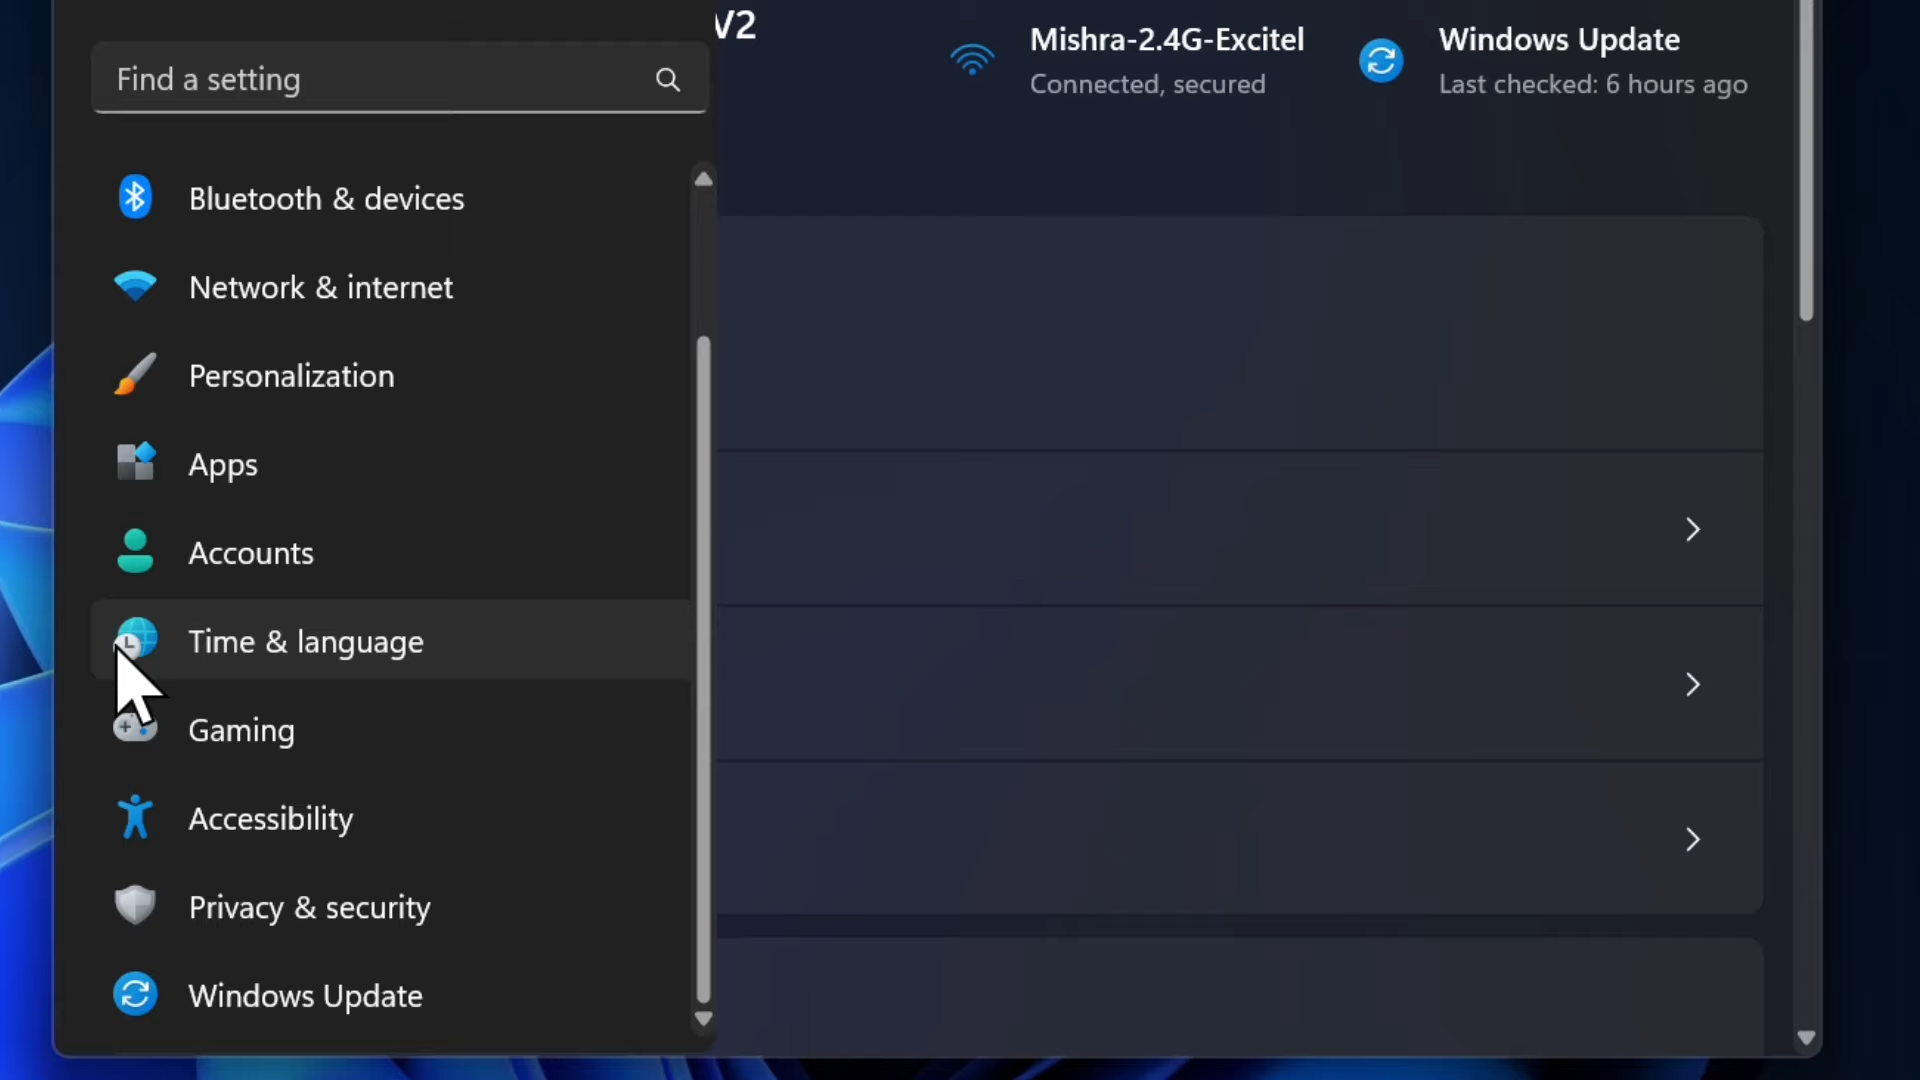 V2
Mishra-2.4G-Excitel
Connected, secured
Windows Update
Last checked: 6 hours ago
Find a setting
Bluetooth & devices
Network & internet
Personalization
Apps
Accounts
Time & language
Gaming
Accessibility
Privacy & security
Windows Update